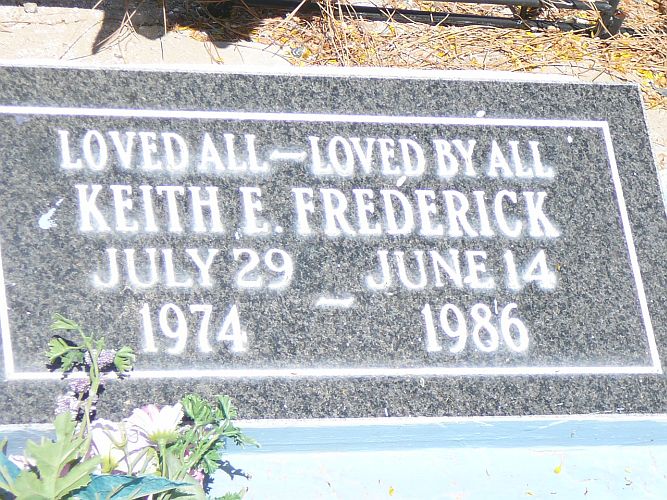 LOVED ALL—LOVED BY ALL
KEITH E. FREDERICK
JULY 29 – JUNE 14
1974 1986